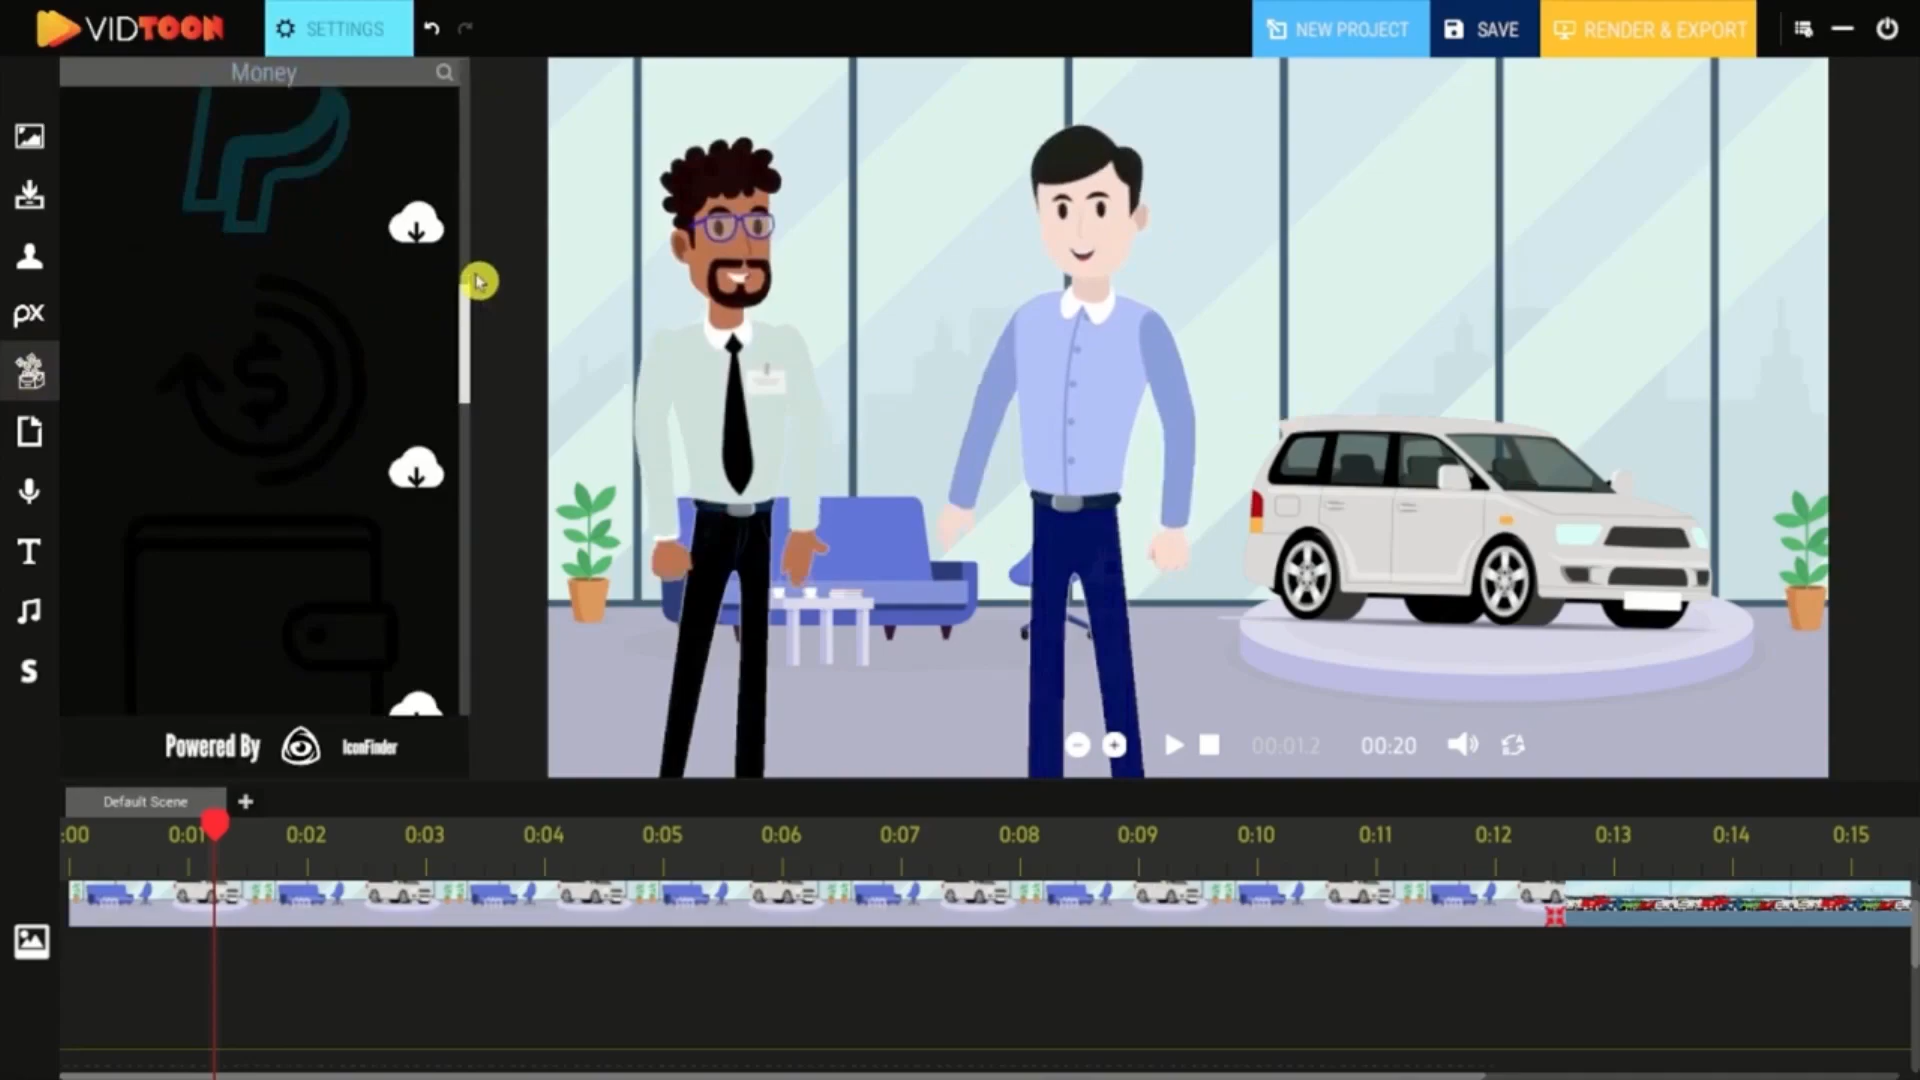 VIDTOON
SETTINGS
NEW PROJECT
SAVE
RENDER & EXPORT
Money
px
T
S
Powered By
IconFinder
00:01.2
00:20
Default Scene
:00
0:01
0:02
0:03
0:04
0:05
0:06
0:07
0:08
0:09
0:10
0:11
0:12
0:13
0:14
0:15